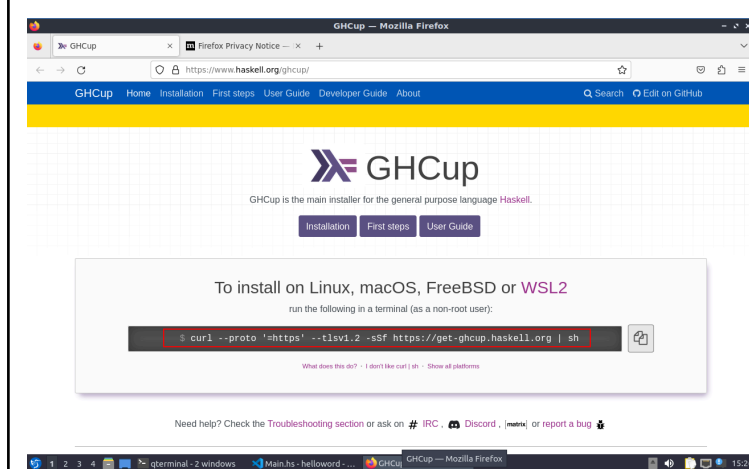 GHCup — Mozilla Firefox
GHCup × Firefox Privacy Notice — × +
https://www.haskell.org/ghcup/
GHCup Home Installation First steps User Guide Developer Guide About Search Edit on GitHub
GHCup
GHCup is the main installer for the general purpose language Haskell.
Installation First steps User Guide
To install on Linux, macOS, FreeBSD or WSL2
run the following in a terminal (as a non-root user):
$ curl --proto '=https' --tlsv1.2 -sSf https://get-ghcup.haskell.org | sh
What does this do? · I don't like curl | sh · Show all platforms
Need help? Check the Troubleshooting section or ask on # IRC , Discord , [matrix] or report a bug
GHCup — Mozilla Firefox
1 2 3 4 qterminal - 2 windows Main.hs - helloword - ... GHCu 15:2